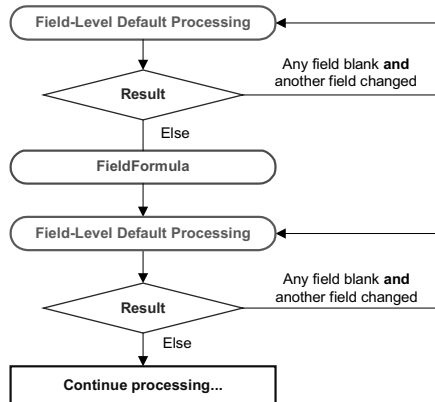 Field-Level Default Processing
Any field blank and
another field changed
Result
Else
FieldFormula
Field-Level Default Processing
Any field blank and
another field changed
Result
Else
Continue processing...